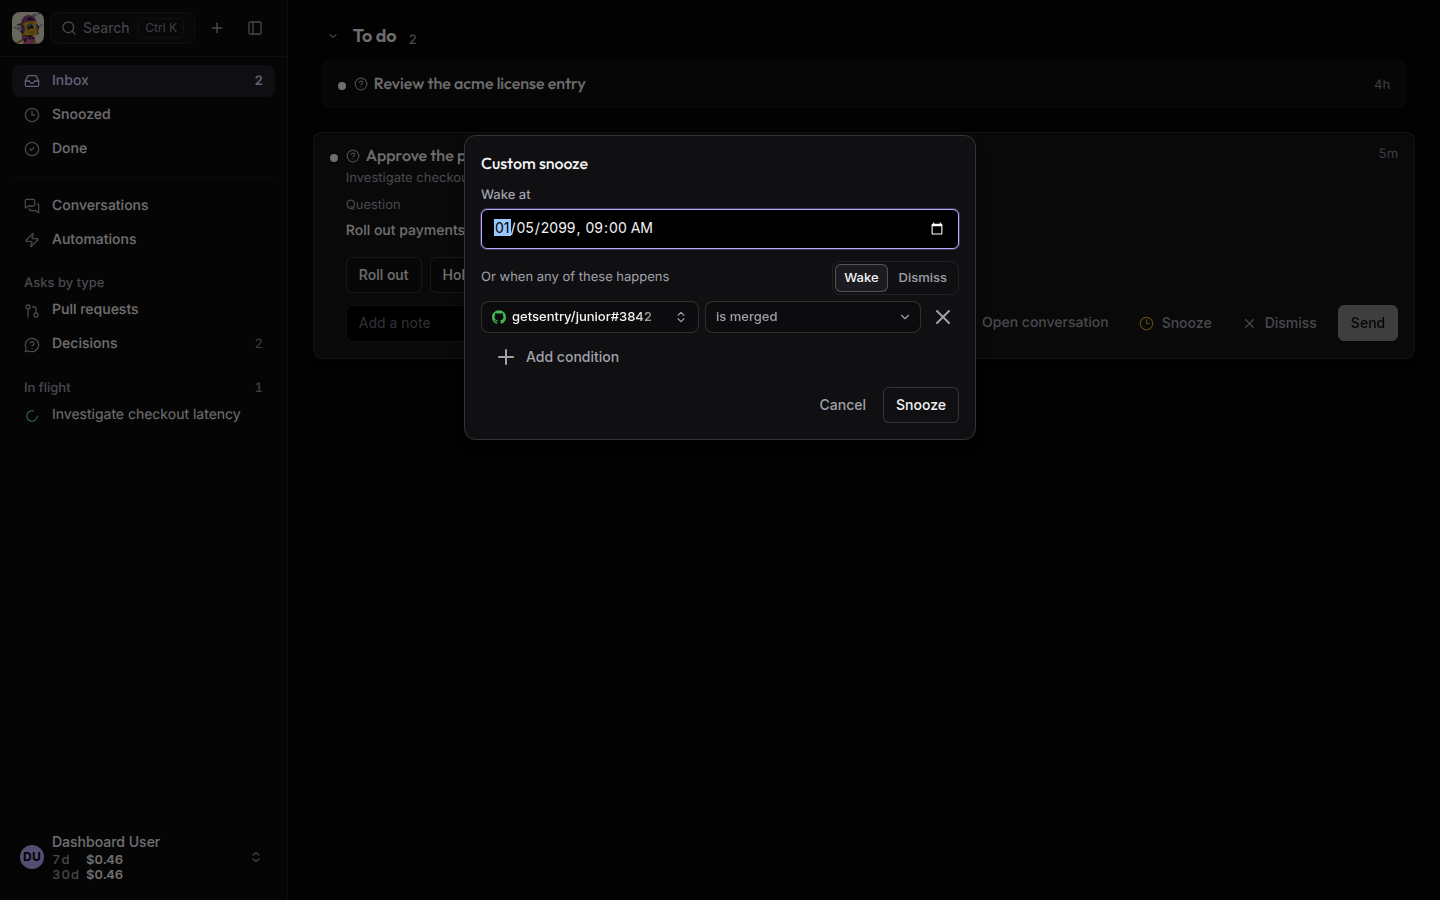 Search Ctrl K
Inbox 2
Snoozed
Done
Conversations
Automations
Asks by type
Pull requests
Decisions 2
In flight 1
Investigate checkout latency
DU
Dashboard User
7d $0.46
30d $0.46
To do 2
Review the acme license entry 4h
Approve the p 5m
Investigate checkou
Question
Roll out payments
Roll out Hol
Add a note
Open conversation Snooze Dismiss Send
Custom snooze
Wake at
01/05/2099, 09:00 AM
Or when any of these happens Wake Dismiss
getsentry/junior#3842 is merged
Add condition
Cancel Snooze